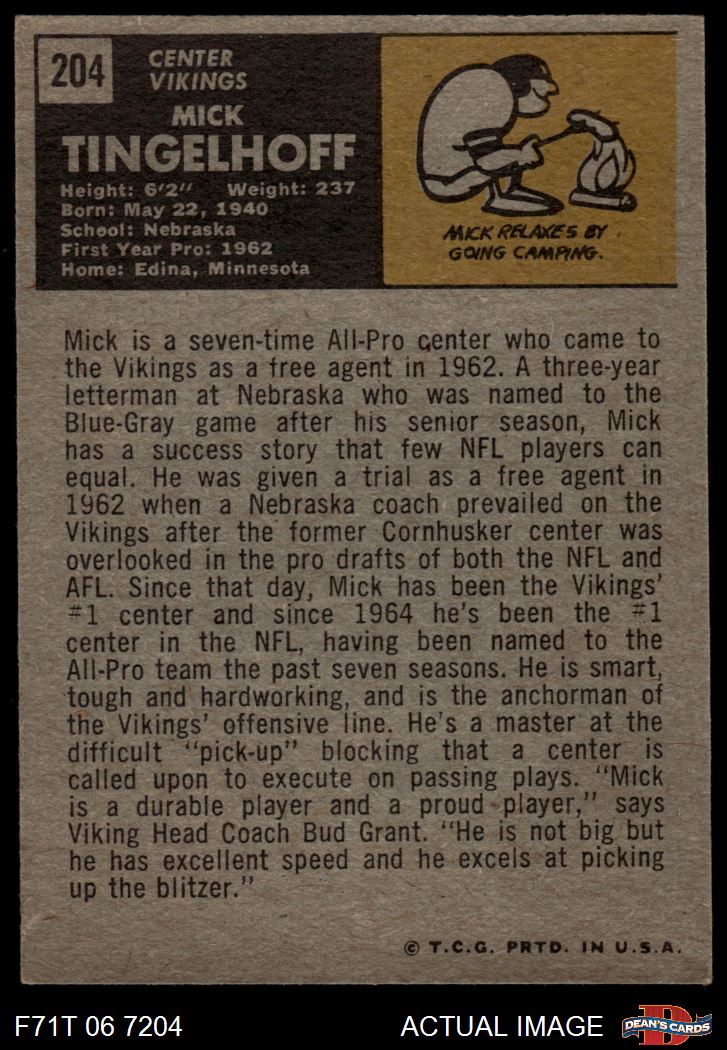 204
CENTER
VIKINGS
MICK
TINGELHOFF
Height: 6'2" Weight: 237
Born: May 22, 1940
School: Nebraska
First Year Pro: 1962
Home: Edina, Minnesota
MICK RELAXES BY
GOING CAMPING.
Mick is a seven-time All-Pro center who came to
the Vikings as a free agent in 1962. A three-year
letterman at Nebraska who was named to the
Blue-Gray game after his senior season, Mick
has a success story that few NFL players can
equal. He was given a trial as a free agent in
1962 when a Nebraska coach prevailed on the
Vikings after the former Cornhusker center was
overlooked in the pro drafts of both the NFL and
AFL. Since that day, Mick has been the Vikings'
#1 center and since 1964 he's been the #1
center in the NFL, having been named to the
All-Pro team the past seven seasons. He is smart,
tough and hardworking, and is the anchorman of
the Vikings' offensive line. He's a master at the
difficult "pick-up" blocking that a center is
called upon to execute on passing plays. "Mick
is a durable player and a proud player," says
Viking Head Coach Bud Grant. "He is not big but
he has excellent speed and he excels at picking
up the blitzer."
© T.C.G. PRTD. IN U.S.A.
F71T 06 7204 ACTUAL IMAGE D DEAN'S CARDS